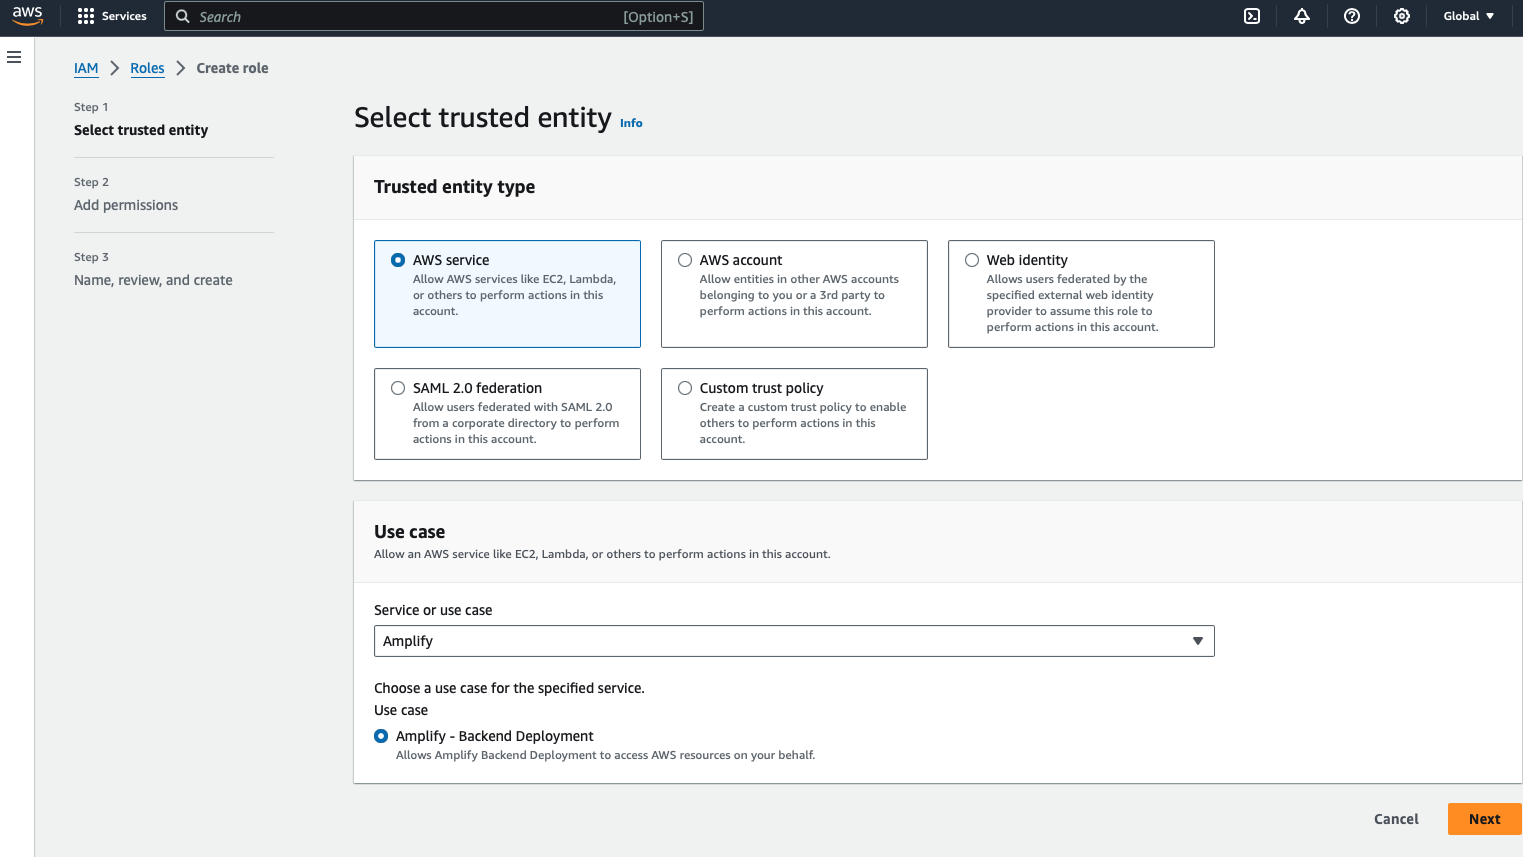 aws
Services
Search
[Option+S]
Global
IAM
Roles
Create role
Step 1
Select trusted entity
Step 2
Add permissions
Step 3
Name, review, and create
Select trusted entity
Info
Trusted entity type
AWS service
Allow AWS services like EC2, Lambda,
or others to perform actions in this
account.
AWS account
Allow entities in other AWS accounts
belonging to you or a 3rd party to
perform actions in this account.
Web identity
Allows users federated by the
specified external web identity
provider to assume this role to
perform actions in this account.
SAML 2.0 federation
Allow users federated with SAML 2.0
from a corporate directory to perform
actions in this account.
Custom trust policy
Create a custom trust policy to enable
others to perform actions in this
account.
Use case
Allow an AWS service like EC2, Lambda, or others to perform actions in this account.
Service or use case
Amplify
Choose a use case for the specified service.
Use case
Amplify - Backend Deployment
Allows Amplify Backend Deployment to access AWS resources on your behalf.
Cancel
Next